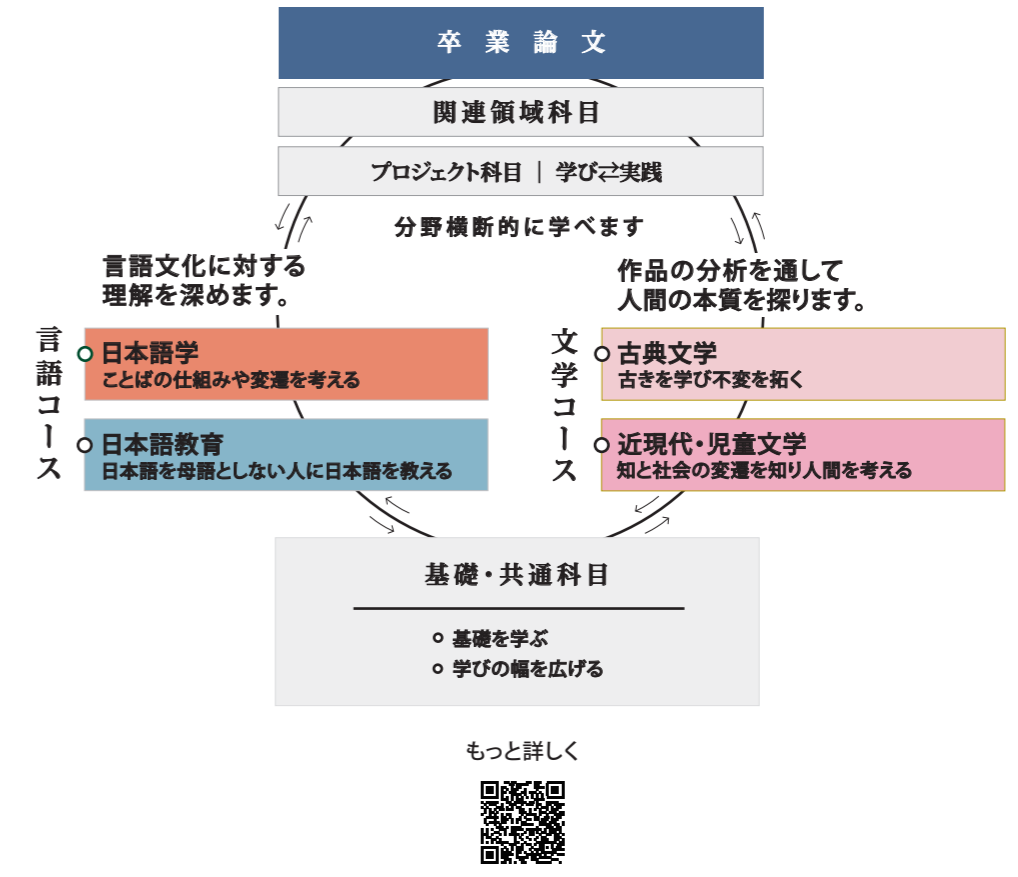 卒業論文
関連領域科目
プロジェクト科目｜学び⇄実践
分野横断的に学べます
言語文化に対する
理解を深めます。
言語コース
日本語学
ことばの仕組みや変遷を考える
日本語教育
日本語を母語としない人に日本語を教える
作品の分析を通して
人間の本質を探ります。
文学コース
古典文学
古きを学び不変を拓く
近現代・児童文学
知と社会の変遷を知り人間を考える
基礎・共通科目
基礎を学ぶ
学びの幅を広げる
もっと詳しく